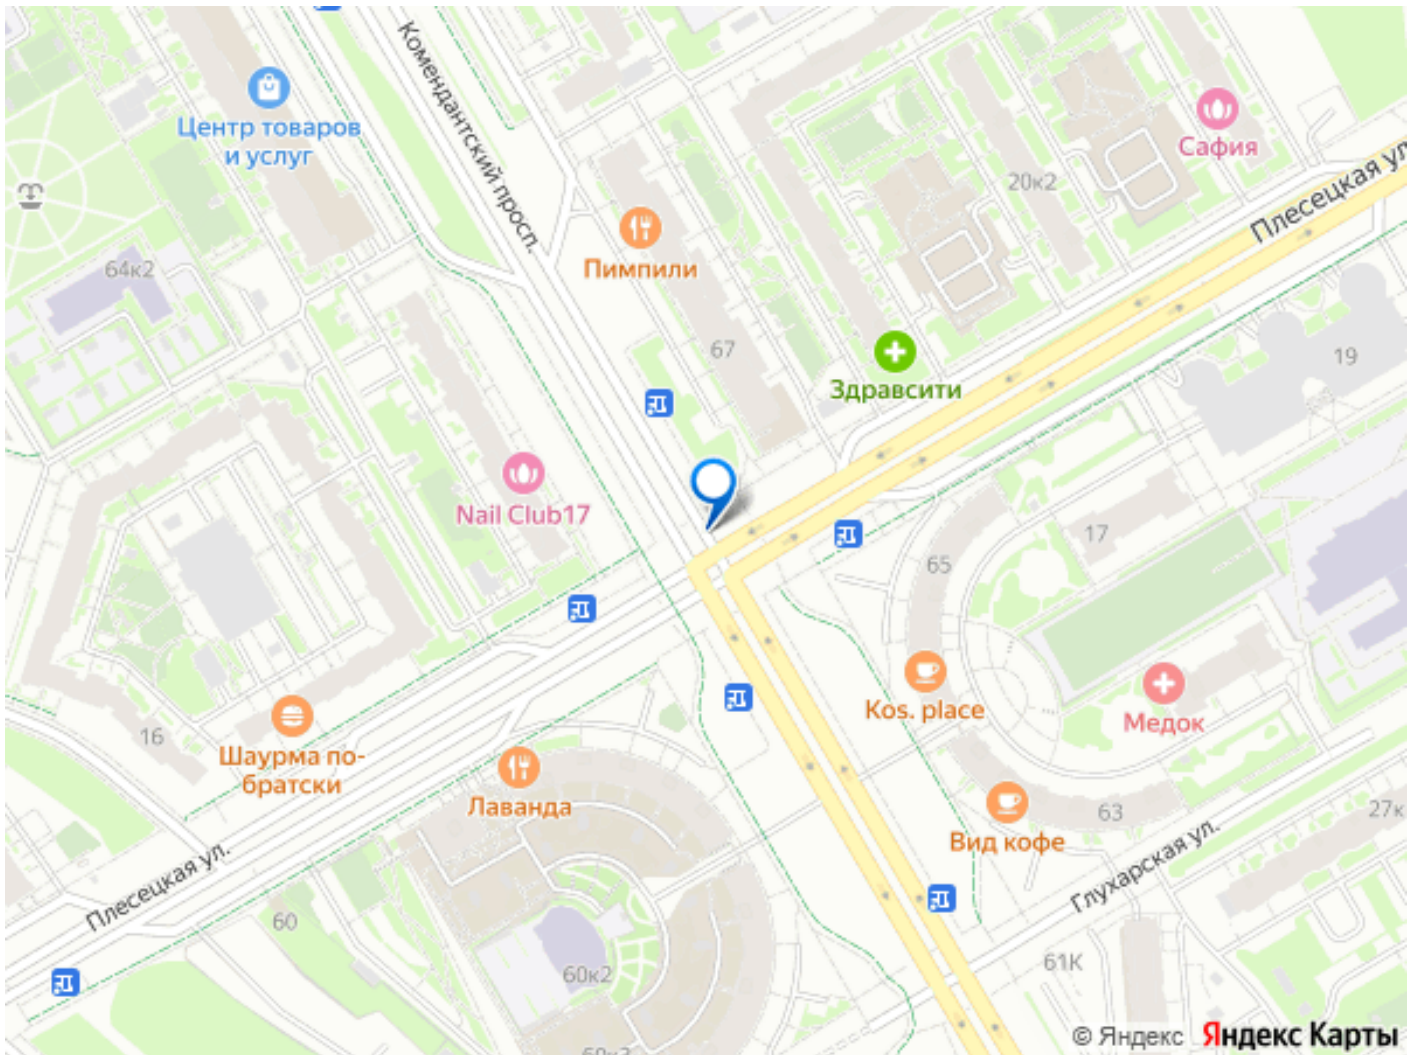 Комендантский просп.
Центр товаров
и услуг
Сафия
20к2
Плесецкая ул.
64к2
Пимпили
67
Здравсити
19
Nail Club17
17
65
Kos. place
Медок
16
Шаурма по-
братски
Лаванда
63
27к
Вид кофе
Глухарская ул.
Плесецкая ул.
60
60к2
61К
© Яндекс Яндекс Карты